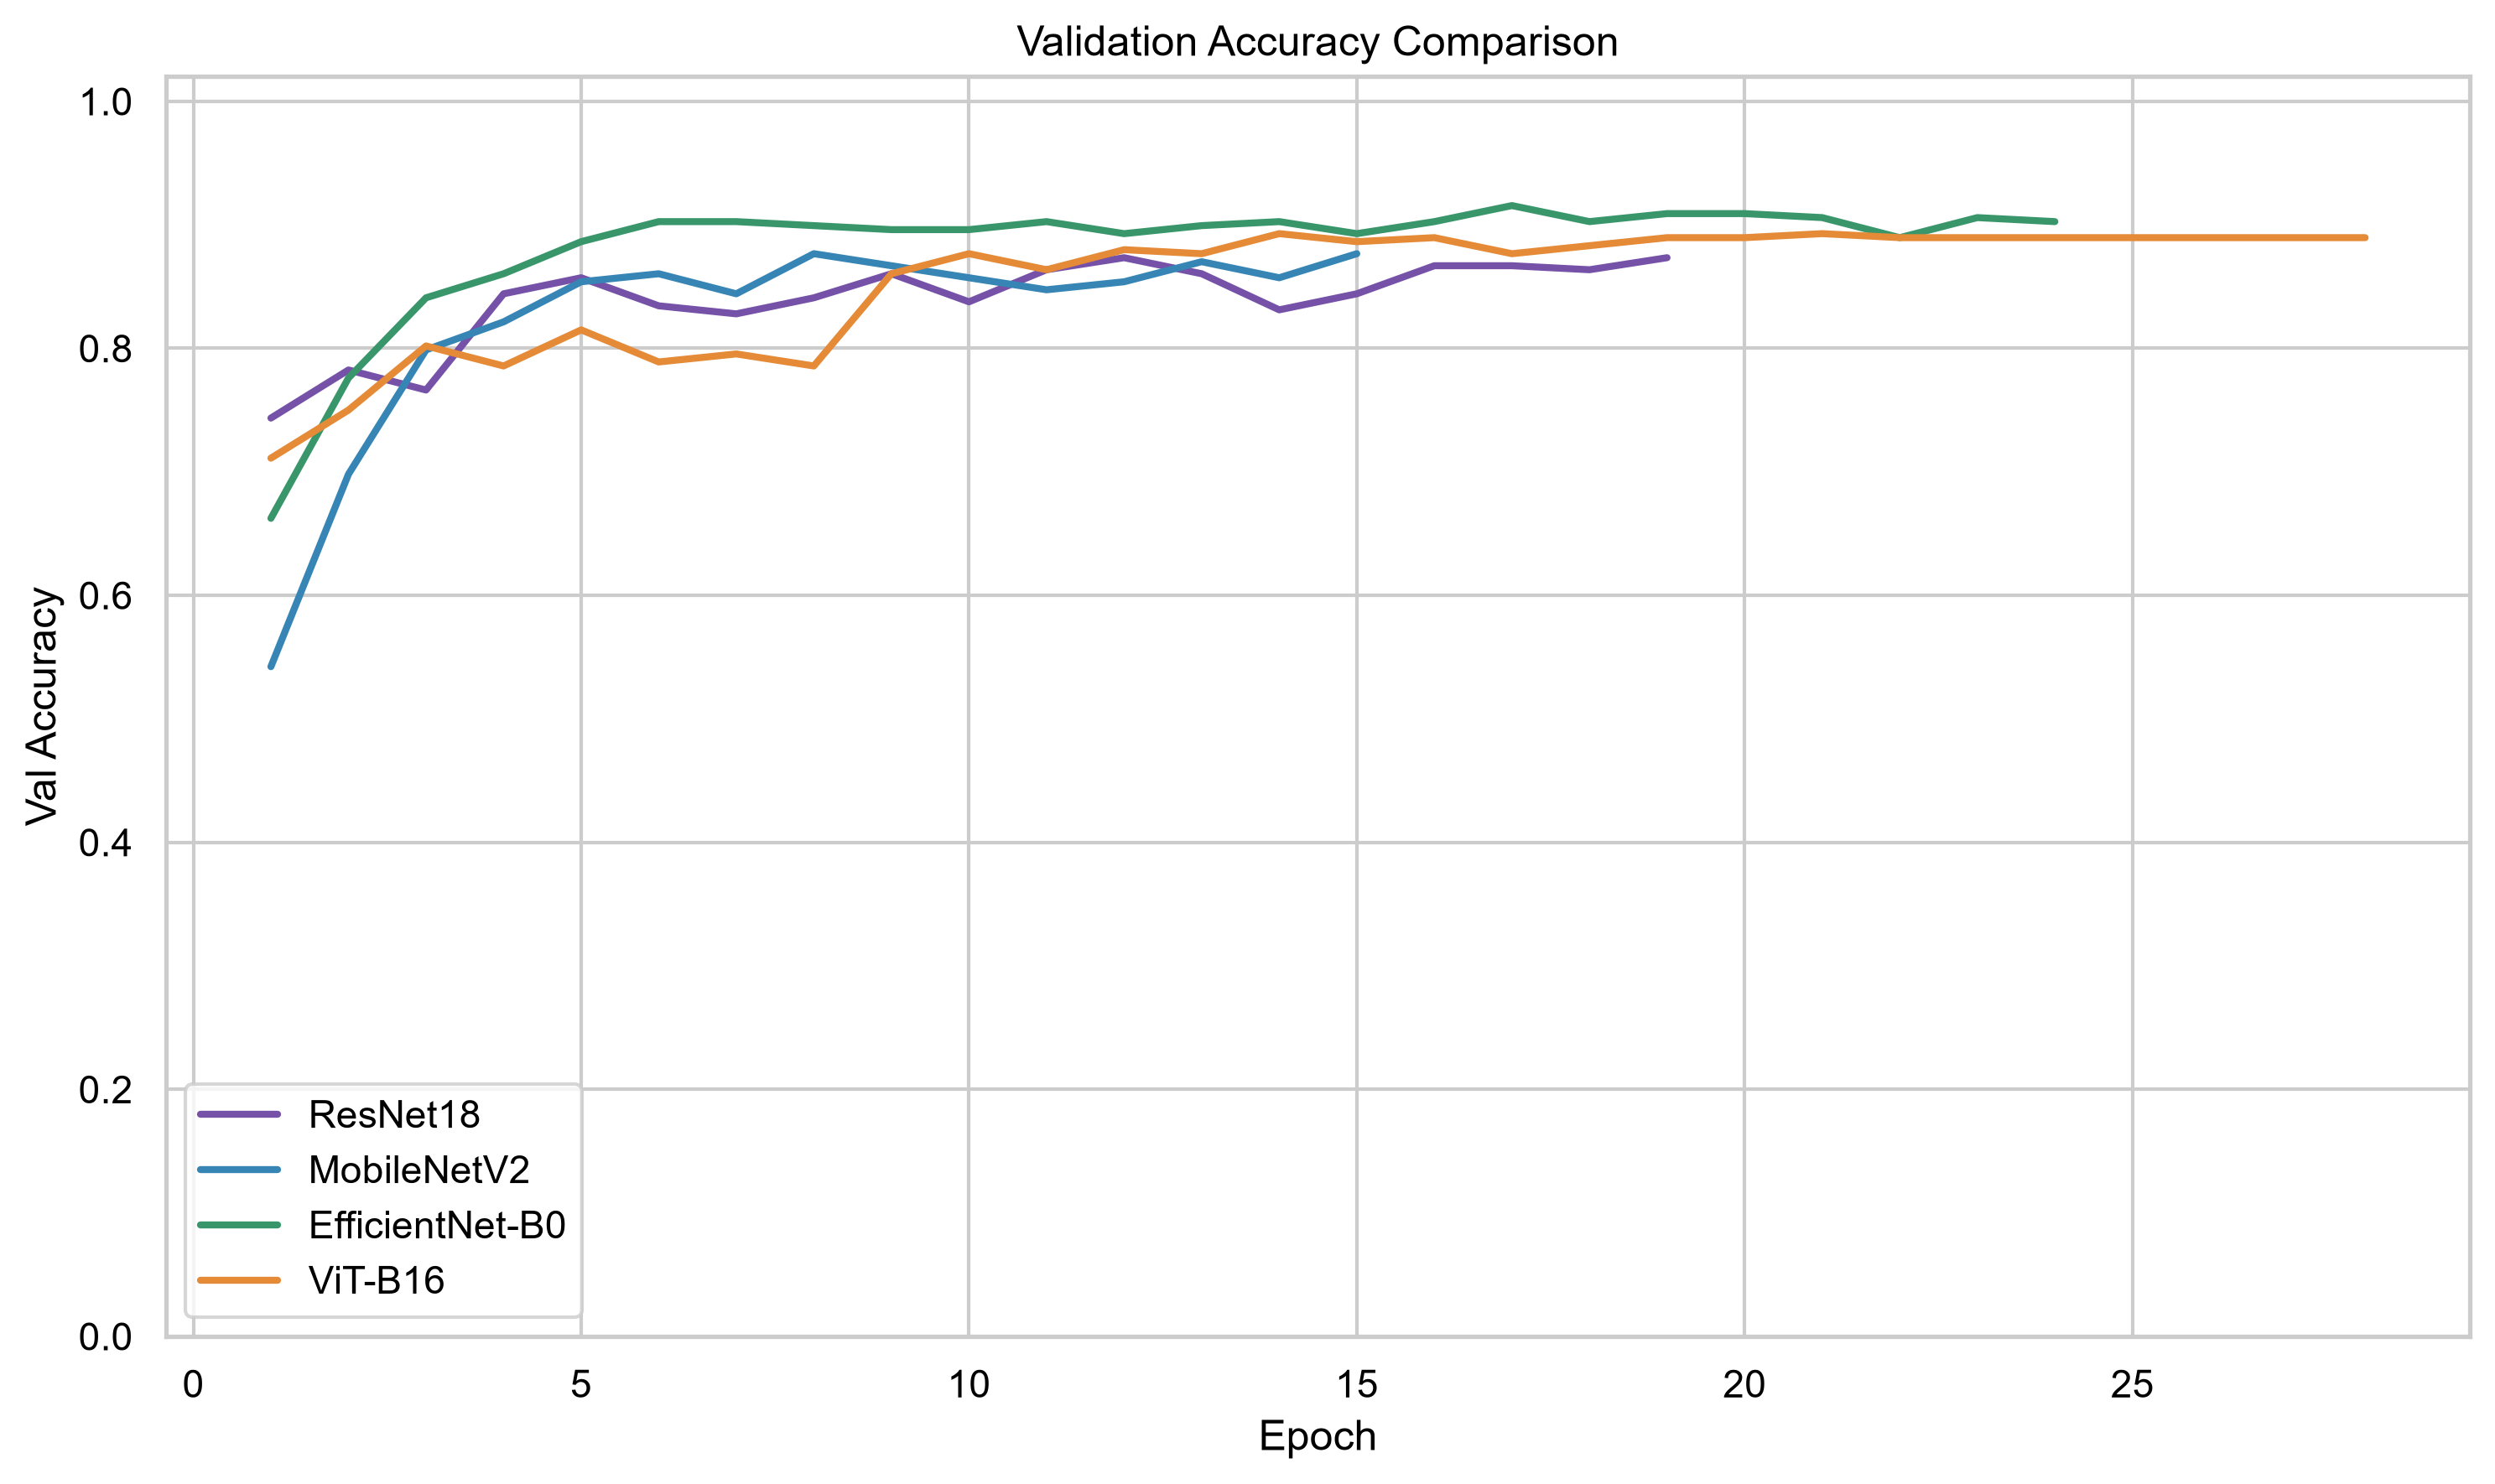 Validation Accuracy Comparison
Val Accuracy
1.0
0.8
0.6
0.4
0.2
0.0
ResNet18
MobileNetV2
EfficientNet-B0
ViT-B16
0 5 10 15 20 25
Epoch